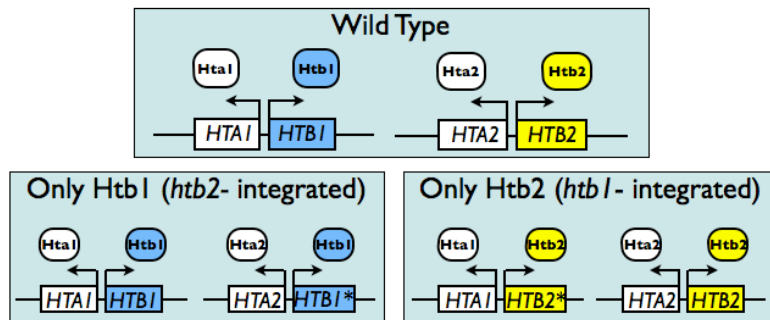 Wild Type
Hta1 Htb1 Hta2 Htb2
HTA1 HTB1 HTA2 HTB2
Only Htb1 (htb2- integrated)
Hta1 Htb1 Hta2 Htb1
HTA1 HTB1 HTA2 HTB1*
Only Htb2 (htb1- integrated)
Hta1 Htb2 Hta2 Htb2
HTA1 HTB2* HTA2 HTB2